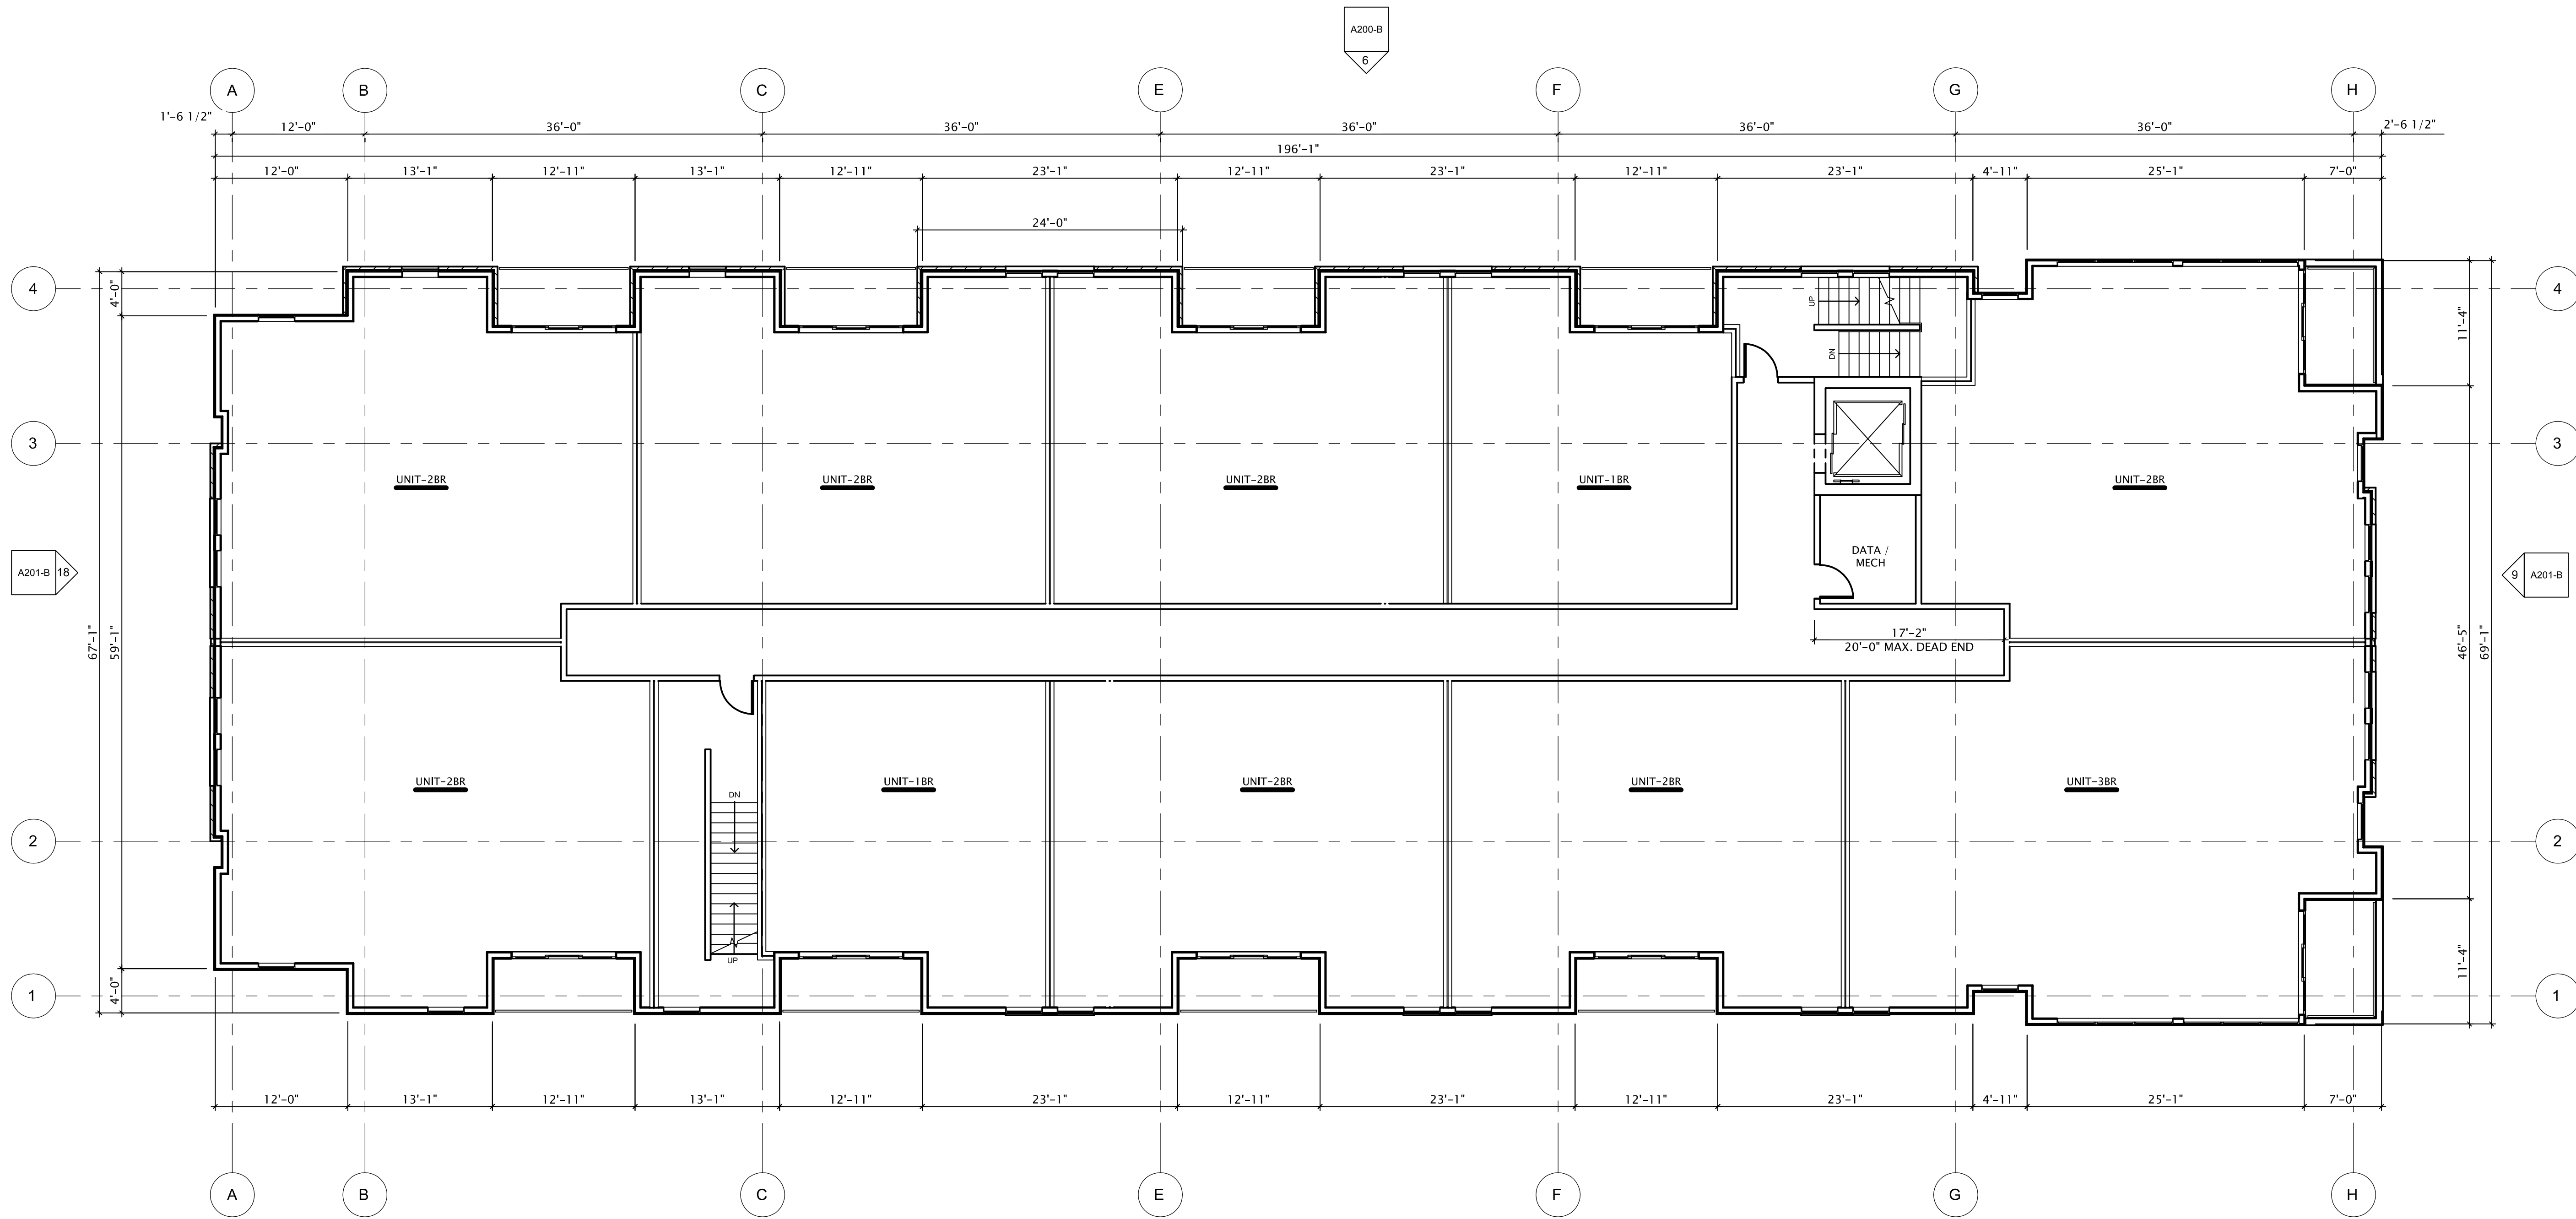 A200-B
6
A
B
C
E
F
G
H
1'-6 1/2"
12'-0"
36'-0"
36'-0"
36'-0"
36'-0"
36'-0"
2'-6 1/2"
196'-1"
12'-0"
13'-1"
12'-11"
13'-1"
12'-11"
23'-1"
12'-11"
23'-1"
12'-11"
23'-1"
4'-11"
25'-1"
7'-0"
24'-0"
4
4'-0"
UP
DN
11'-4"
4
3
3
UNIT-2BR
UNIT-2BR
UNIT-2BR
UNIT-1BR
UNIT-2BR
A201-B
18
DATA /
MECH
9
A201-B
67'-1"
59'-1"
17'-2"
20'-0" MAX. DEAD END
46'-5"
69'-1"
UNIT-2BR
UNIT-1BR
UNIT-2BR
UNIT-2BR
UNIT-3BR
DN
2
2
UP
11'-4"
1
4'-0"
1
12'-0"
13'-1"
12'-11"
13'-1"
12'-11"
23'-1"
12'-11"
23'-1"
12'-11"
23'-1"
4'-11"
25'-1"
7'-0"
A
B
C
E
F
G
H